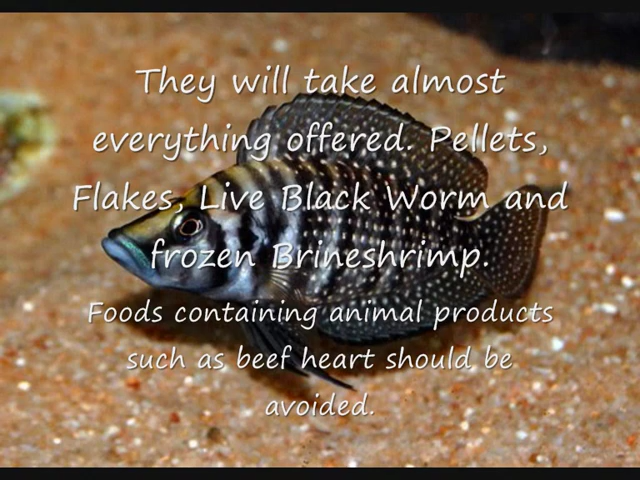 They will take almost
everything offered. Pellets,
Flakes, Live Black Worm and
frozen Brineshrimp.
Foods containing animal products
such as beef heart should be
avoided.